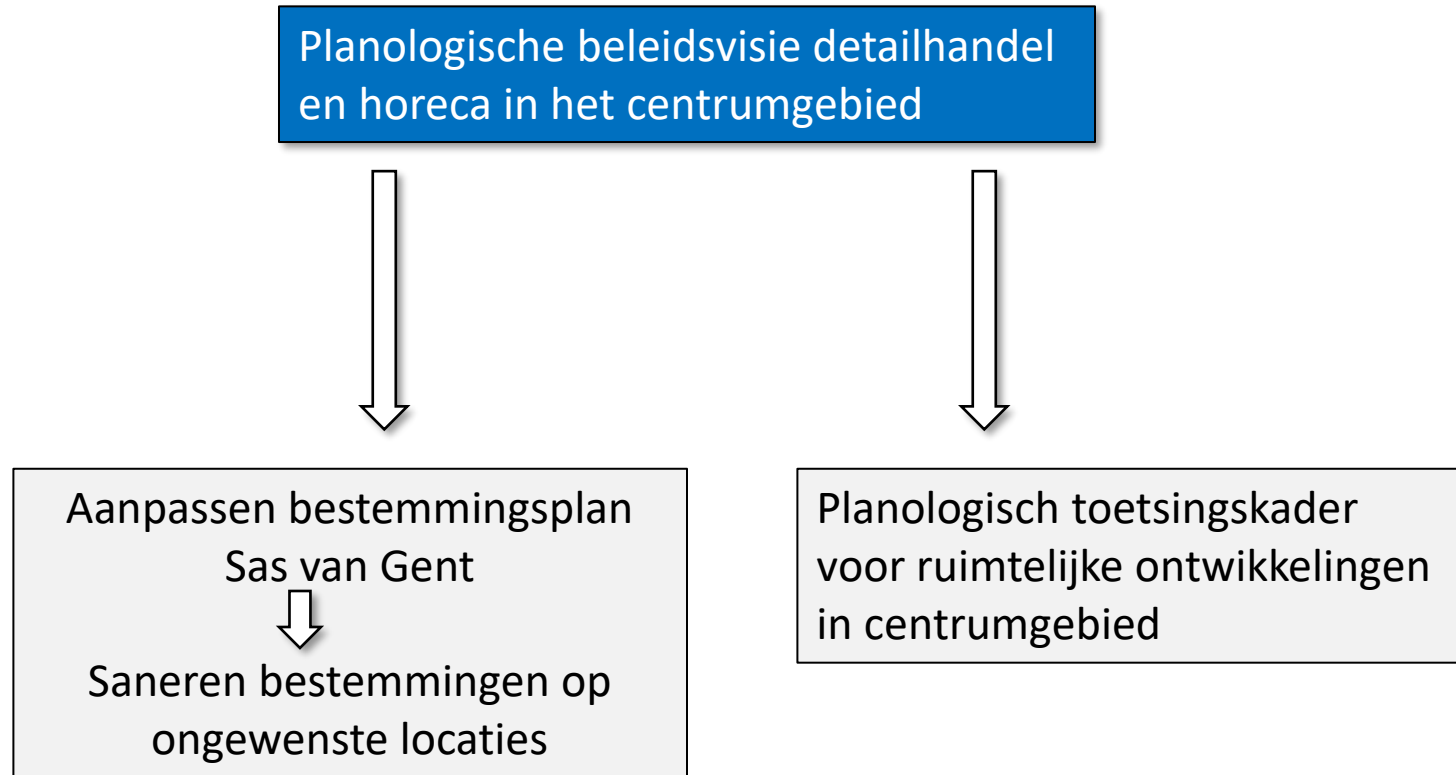 Planologische beleidsvisie detailhandel
en horeca in het centrumgebied
Aanpassen bestemmingsplan
Sas van Gent
Saneren bestemmingen op
ongewenste locaties
Planologisch toetsingskader
voor ruimtelijke ontwikkelingen
in centrumgebied